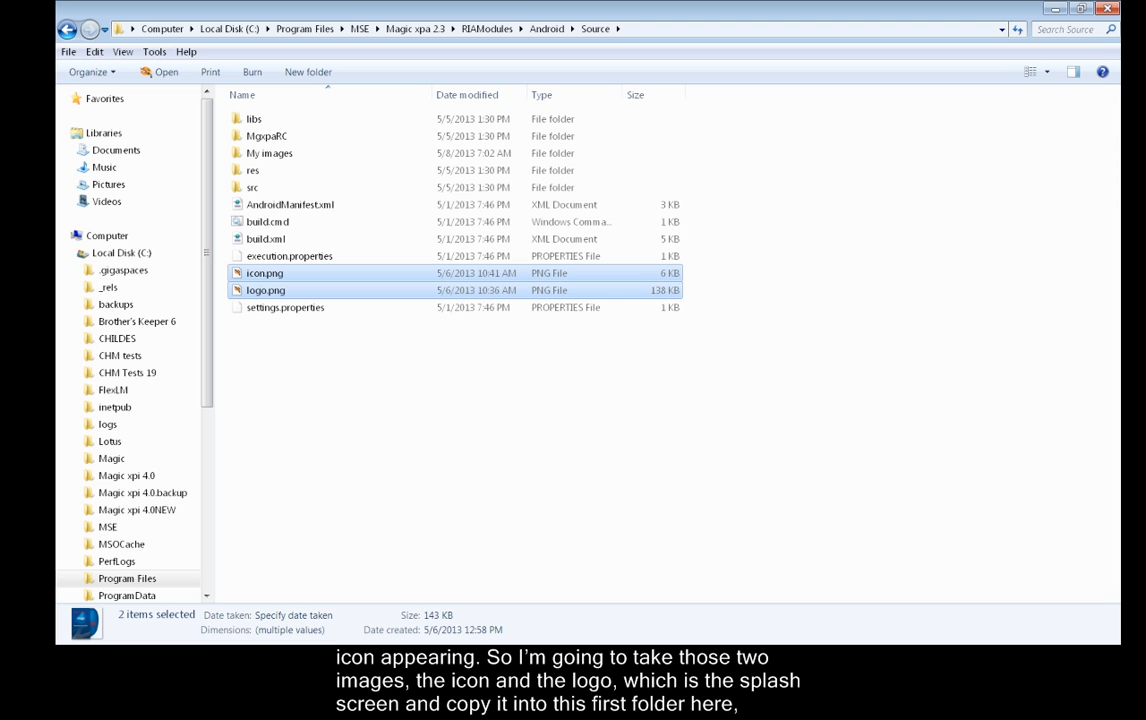 Computer Local Disk (C:) Program Files MSE Magic xpa 2.3 RIAModules Android Source Search Source
File Edit View Tools Help
Organize Open Print Burn New folder
Favorites
Libraries
Documents
Music
Pictures
Videos
Computer
Local Disk (C:)
.gigaspaces
_rels
backups
Brother's Keeper 6
CHILDES
CHM tests
CHM Tests 19
FlexLM
inetpub
logs
Lotus
Magic
Magic xpi 4.0
Magic xpi 4.0.backup
Magic xpi 4.0NEW
MSE
MSOCache
PerfLogs
Program Files
ProgramData
Name Date modified Type Size
libs 5/5/2013 1:30 PM File folder
MgxpaRC 5/5/2013 1:30 PM File folder
My images 5/8/2013 7:02 AM File folder
res 5/5/2013 1:30 PM File folder
src 5/5/2013 1:30 PM File folder
AndroidManifest.xml 5/1/2013 7:46 PM XML Document 3 KB
build.cmd 5/1/2013 7:46 PM Windows Comma... 1 KB
build.xml 5/1/2013 7:46 PM XML Document 5 KB
execution.properties 5/1/2013 7:46 PM PROPERTIES File 1 KB
icon.png 5/6/2013 10:41 AM PNG File 6 KB
logo.png 5/6/2013 10:36 AM PNG File 138 KB
settings.properties 5/1/2013 7:46 PM PROPERTIES File 1 KB
2 items selected Date taken: Specify date taken Size: 143 KB
Dimensions: (multiple values) Date created: 5/6/2013 12:58 PM
icon appearing. So I'm going to take those two
images, the icon and the logo, which is the splash
screen and copy it into this first folder here,